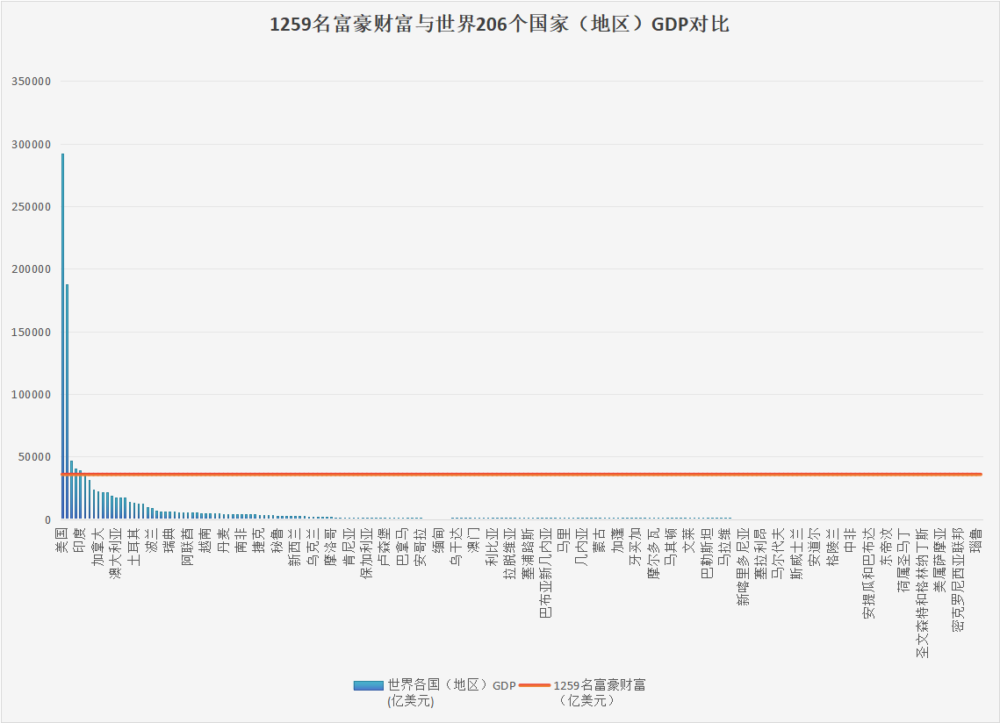 1259名富豪财富与世界206个国家（地区）GDP对比
350000
300000
250000
200000
150000
100000
50000
0
美国
印度
加拿大
澳大利亚
土耳其
波兰
瑞典
阿联酋
越南
丹麦
南非
捷克
秘鲁
新西兰
乌克兰
摩洛哥
肯尼亚
保加利亚
卢森堡
巴拿马
安哥拉
缅甸
乌干达
澳门
利比亚
拉脱维亚
塞浦路斯
巴布亚新几内亚
马里
几内亚
蒙古
加蓬
牙买加
摩尔多瓦
马其顿
文莱
巴勒斯坦
马拉维
新喀里多尼亚
塞拉利昂
马尔代夫
斯威士兰
安道尔
格陵兰
中非
安提瓜和巴布达
东帝汶
荷属圣马丁
圣文森特和格林纳丁斯
美属萨摩亚
密克罗尼西亚联邦
瑙鲁
世界各国（地区）GDP
(亿美元)
1259名富豪财富
（亿美元）